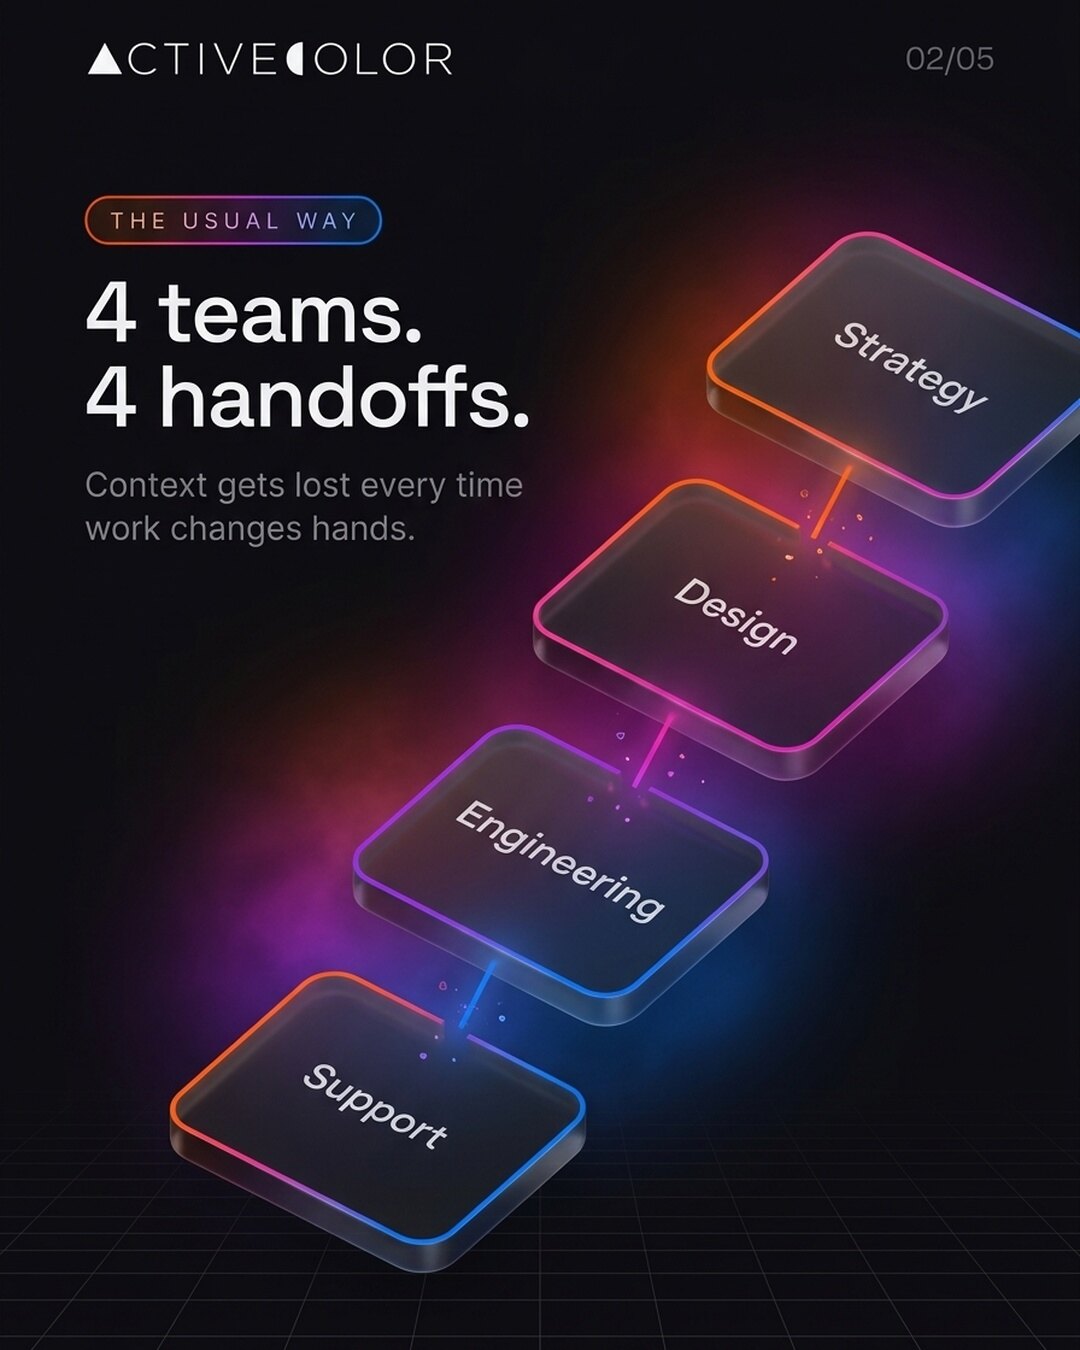 ACTIVECOLOR
02/05
THE USUAL WAY
4 teams.
4 handoffs.
Context gets lost every time
work changes hands.
Strategy
Design
Engineering
Support